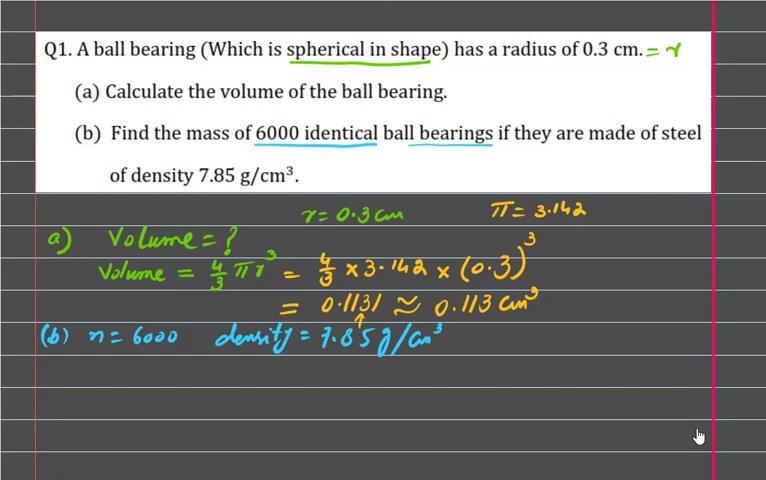 Q1. A ball bearing (Which is spherical in shape) has a radius of 0.3 cm. = r
(a) Calculate the volume of the ball bearing.
(b) Find the mass of 6000 identical ball bearings if they are made of steel
of density 7.85 g/cm³.
r = 0.3 cm π = 3.142
a) Volume = ?
Volume = 4/3 π r³ = 4/3 × 3.142 × (0.3)³
= 0.1131 ≈ 0.113 cm³
(b) n = 6000 density = 7.85 g/cm³